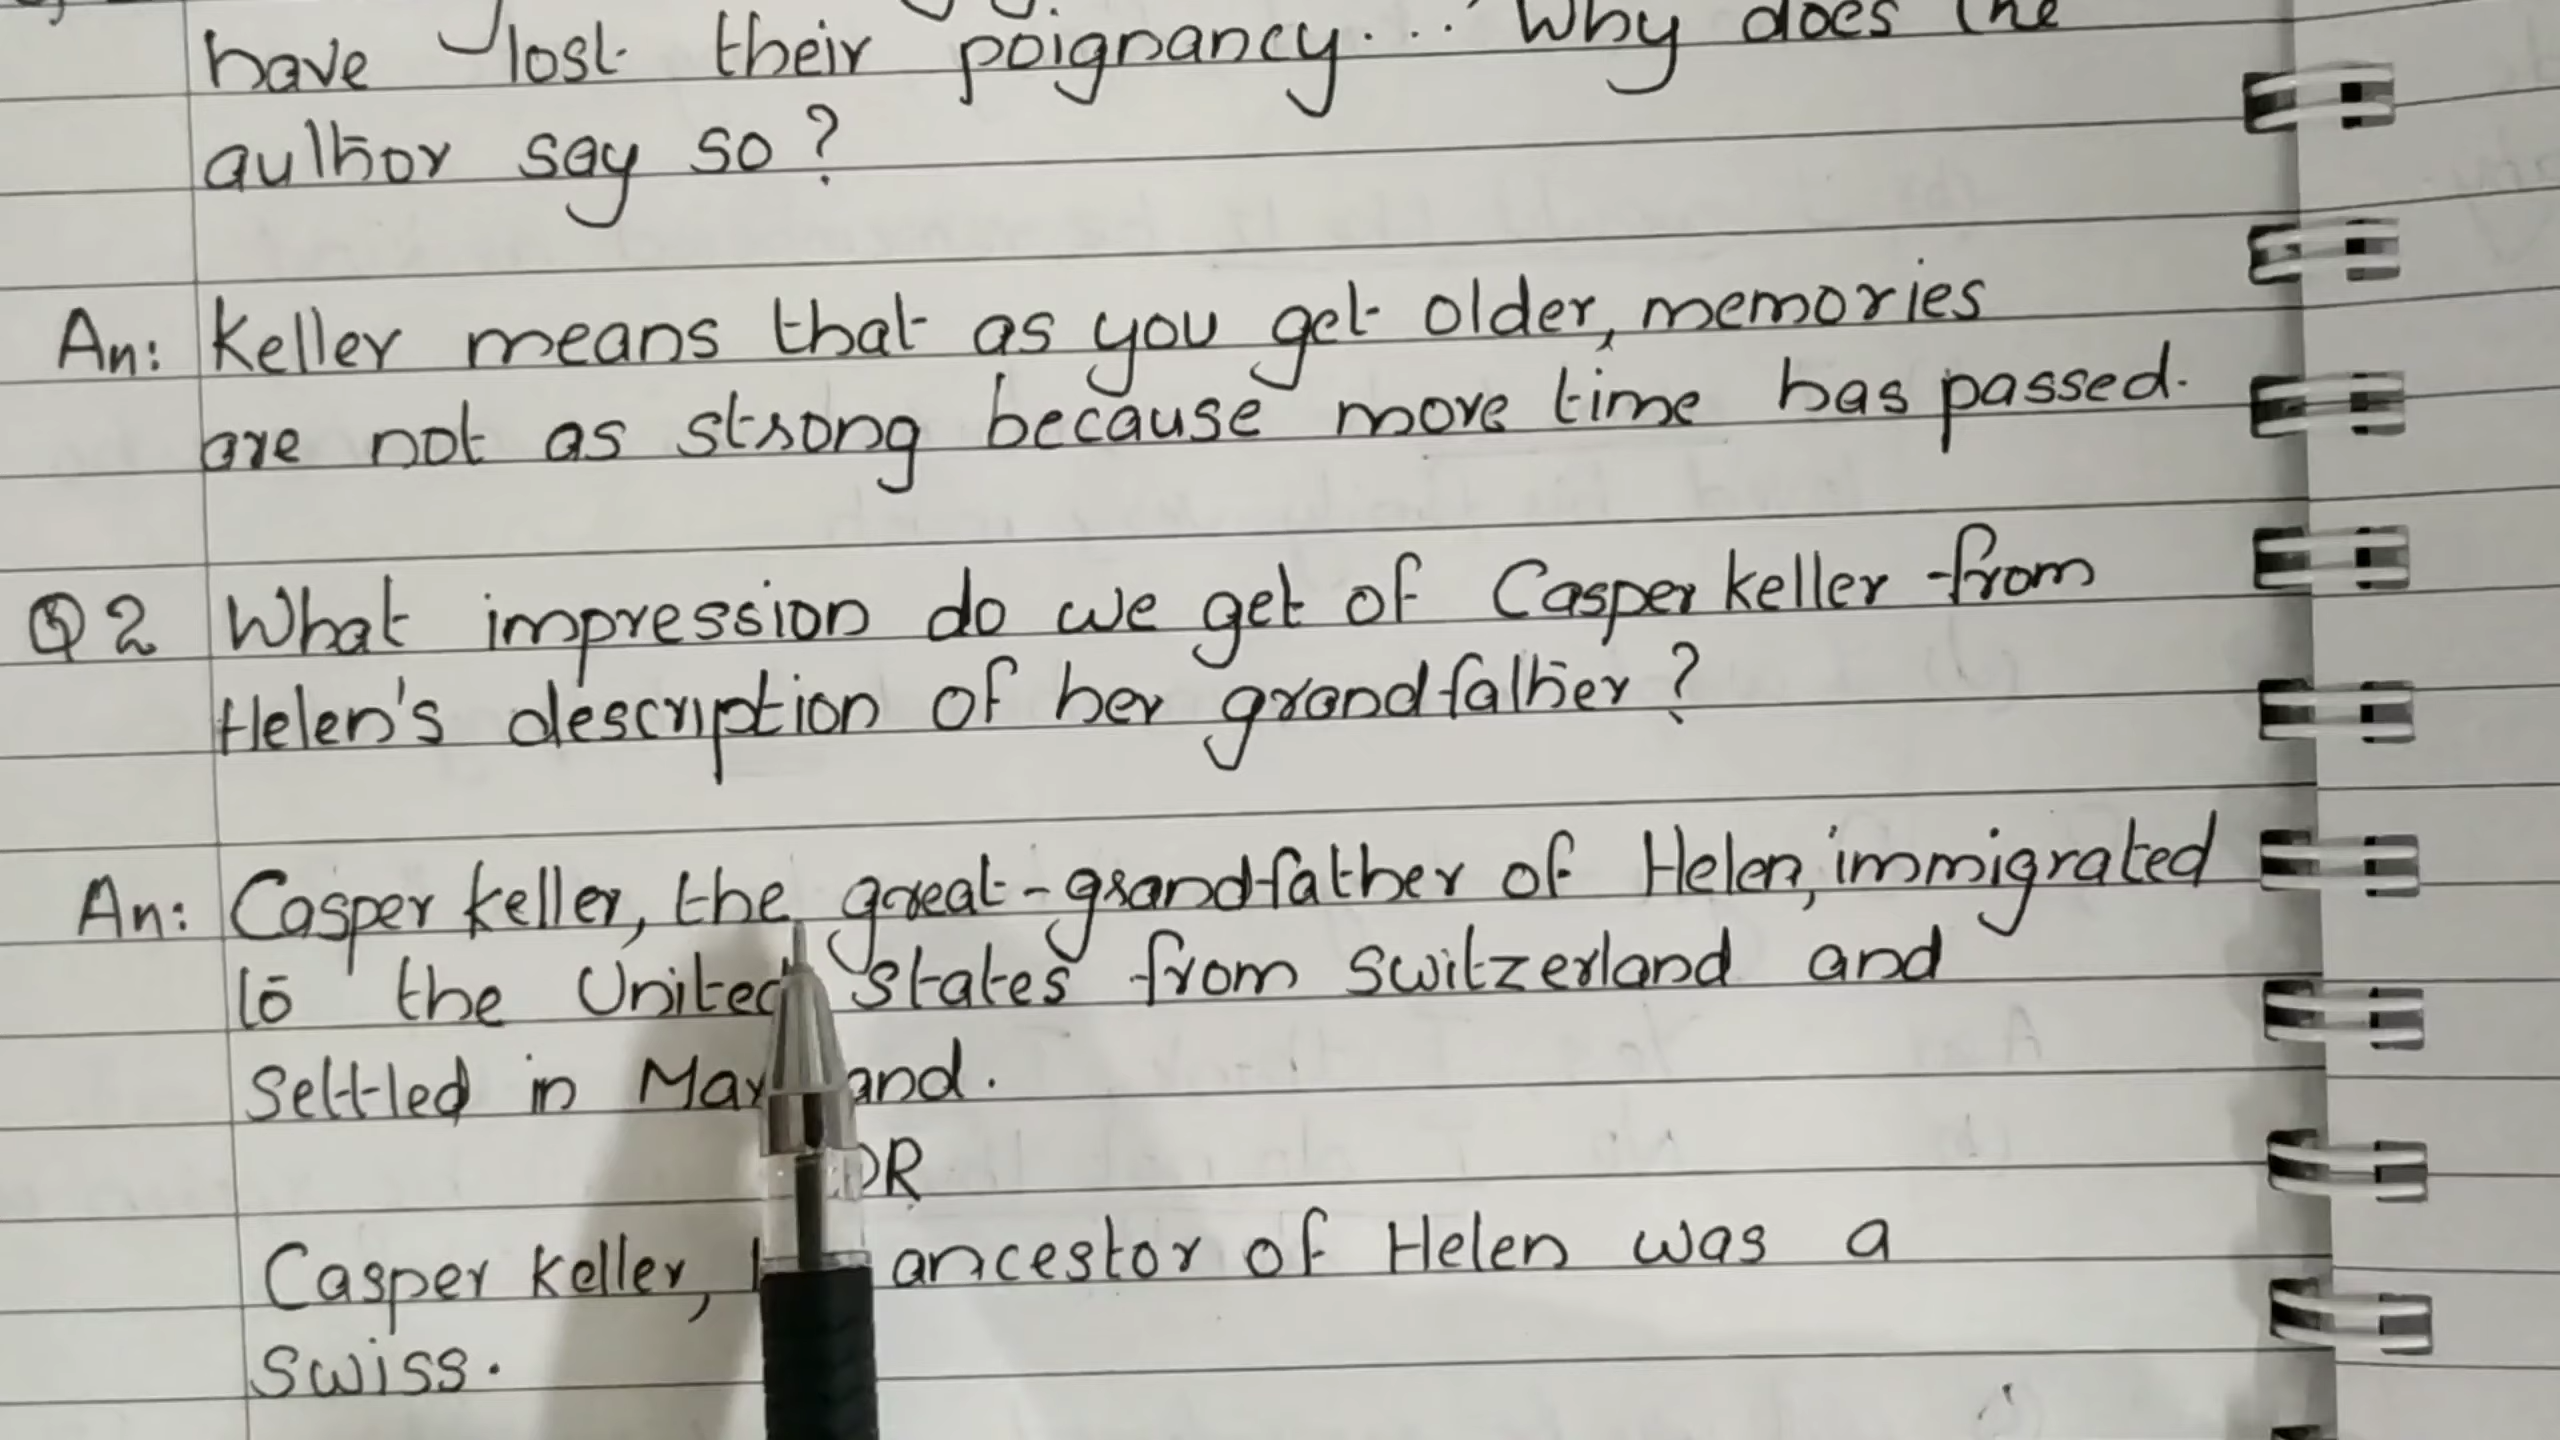 have lost their poignancy... Why does the
author say so?
An: Keller means that as you get older, memories
are not as strong because more time has passed.
Q2 What impression do we get of Casper Keller from
Helen's description of her grandfather?
An: Casper Keller, the great-grandfather of Helen, immigrated
to the United States from Switzerland and
Settled in
Casper Keller, ancestor of Helen was a
Swiss.